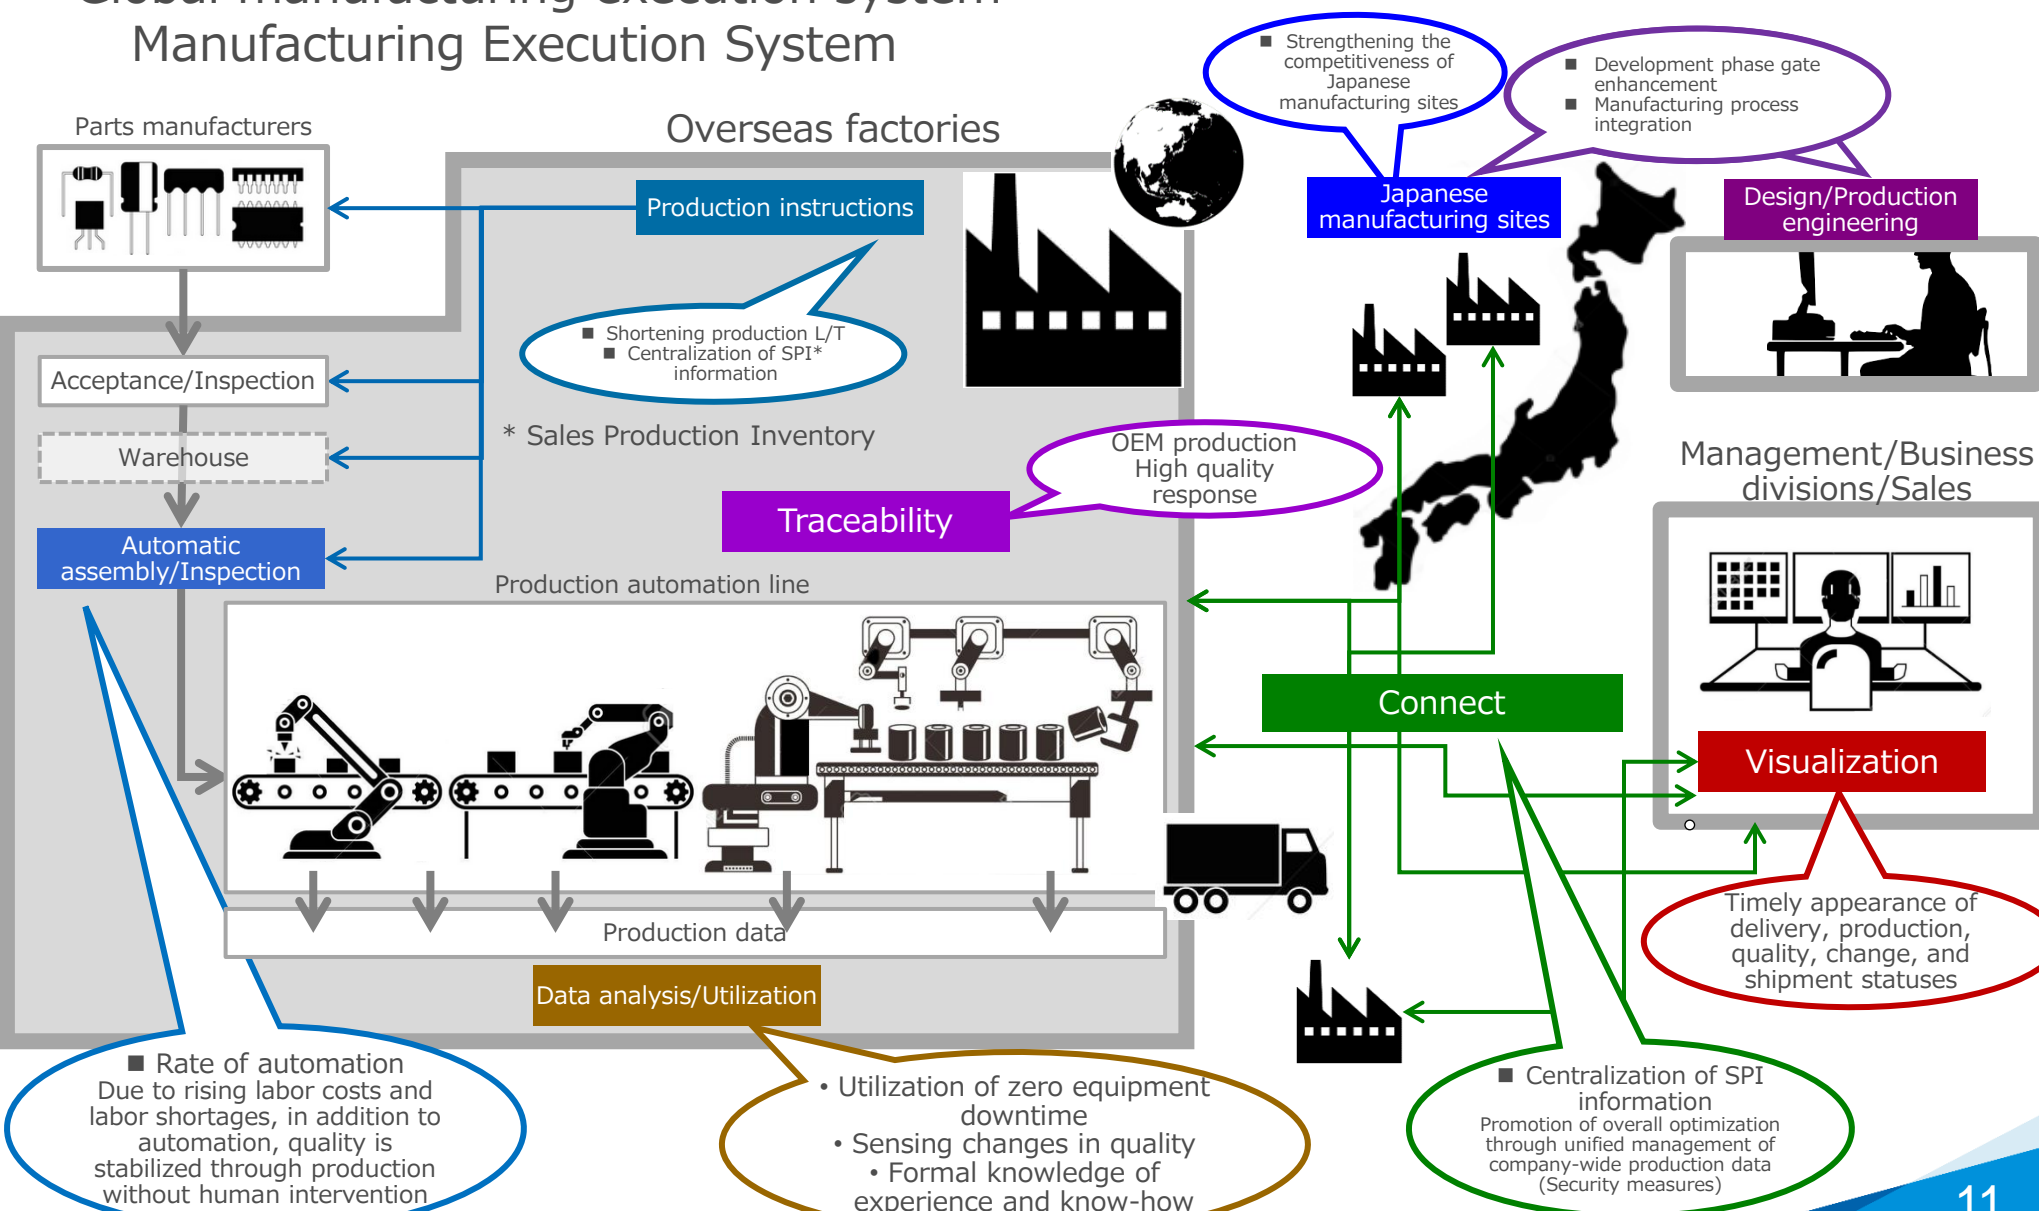 Global manufacturing execution system
Manufacturing Execution System
Parts manufacturers
Overseas factories
■ Strengthening the
competitiveness of
Japanese
manufacturing sites
■ Development phase gate
enhancement
■ Manufacturing process
integration
Production instructions
Japanese
manufacturing sites
Design/Production
engineering
■ Shortening production L/T
■ Centralization of SPI*
information
Acceptance/Inspection
* Sales Production Inventory
Warehouse
OEM production
High quality
response
Management/Business
divisions/Sales
Traceability
Automatic
assembly/Inspection
Production automation line
Connect
Visualization
Production data
Timely appearance of
delivery, production,
quality, change, and
shipment statuses
Data analysis/Utilization
■ Rate of automation
Due to rising labor costs and
labor shortages, in addition to
automation, quality is
stabilized through production
without human intervention
• Utilization of zero equipment
downtime
• Sensing changes in quality
• Formal knowledge of
experience and know-how
■ Centralization of SPI
information
Promotion of overall optimization
through unified management of
company-wide production data
(Security measures)
11